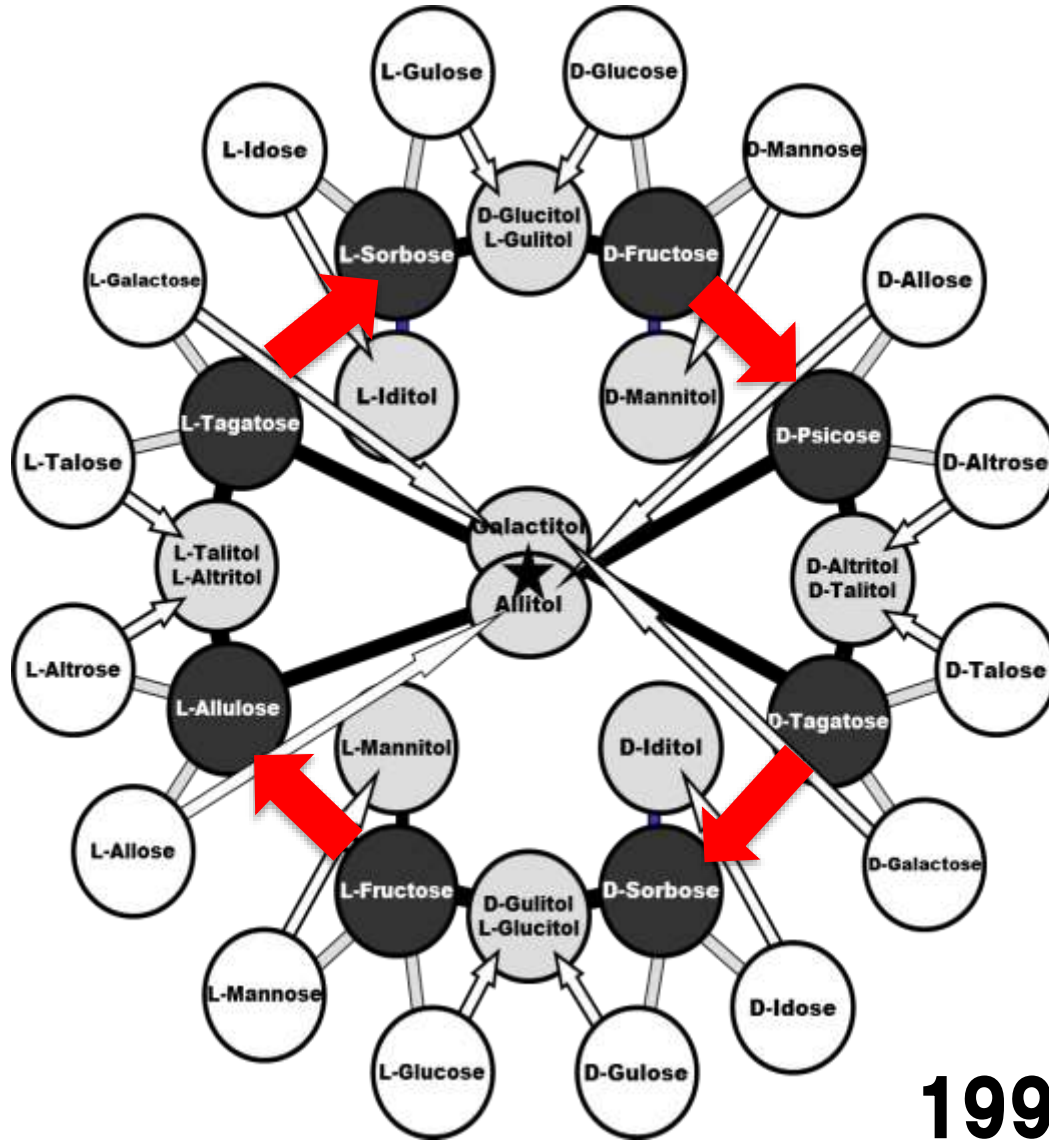 L-Gulose
D-Glucose
L-Idose
D-Mannose
D-Glucitol
L-Gulitol
L-Sorbose
D-Fructose
L-Galactose
D-Allose
L-Iditol
D-Mannitol
L-Tagatose
D-Psicose
L-Talose
D-Altrose
Galactitol
L-Talitol
L-Altritol
D-Altritol
D-Talitol
Allitol
L-Altrose
D-Talose
L-Allulose
D-Tagatose
L-Mannitol
D-Iditol
L-Allose
D-Galactose
L-Fructose
D-Sorbose
D-Gulitol
L-Glucitol
L-Mannose
D-Idose
L-Glucose
D-Gulose
199